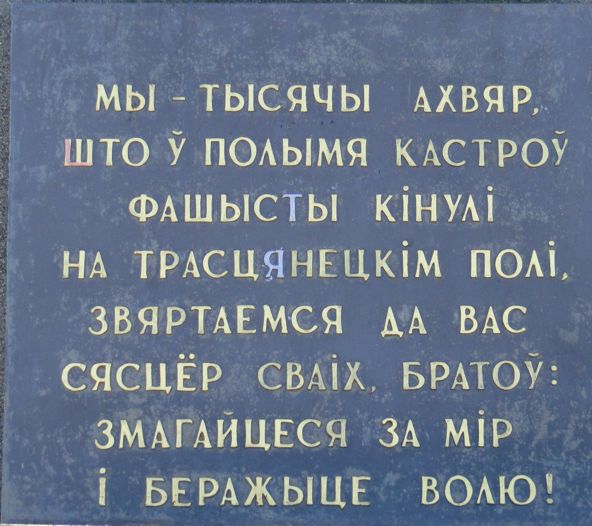 МЫ - ТЫСЯЧЫ АХВЯР,
ШТО Ў ПОЛЫМЯ КАСТРОЎ
ФАШЫСТЫ КІНУЛІ
НА ТРАСЦЯНЕЦКІМ ПОЛІ,
ЗВЯРТАЕМСЯ ДА ВАС
СЯСЦЁР СВАІХ, БРАТОЎ:
ЗМАГАЙЦЕСЯ ЗА МІР
І БЕРАЖЫЦЕ ВОЛЮ!